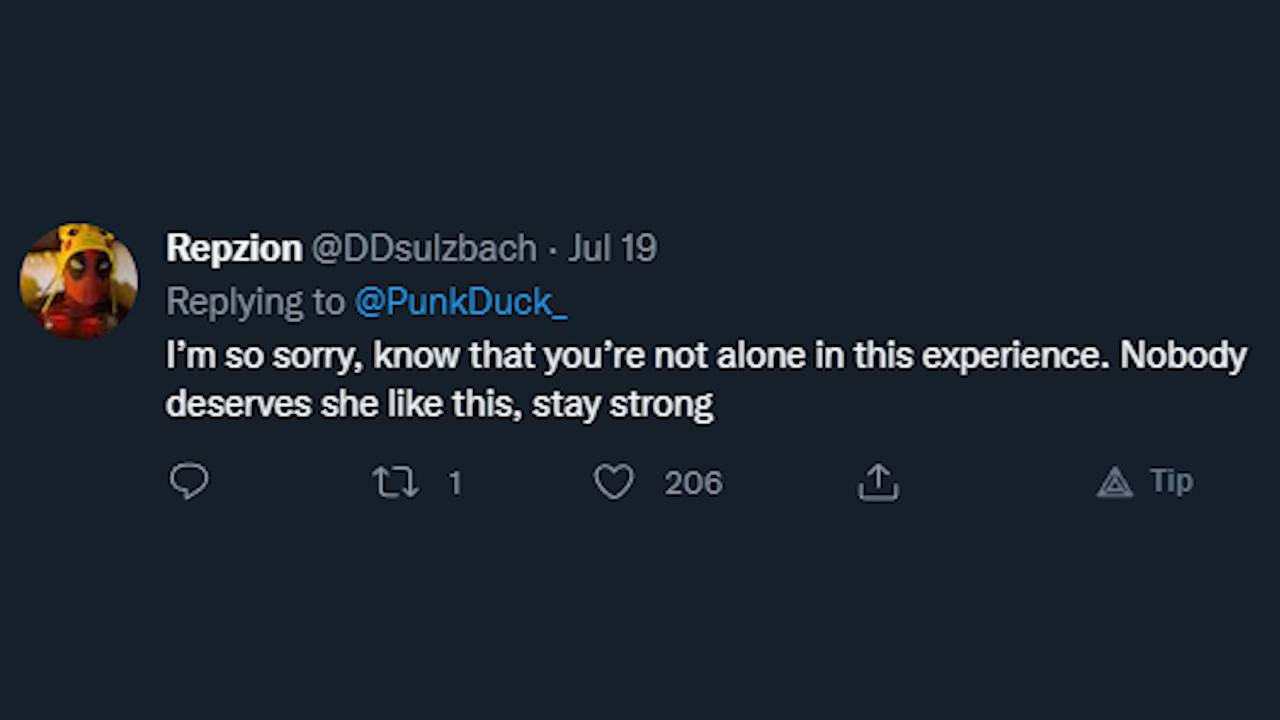 Repzion @DDsulzbach · Jul 19
Replying to @PunkDuck_
I’m so sorry, know that you’re not alone in this experience. Nobody
deserves she like this, stay strong
1 206 Tip